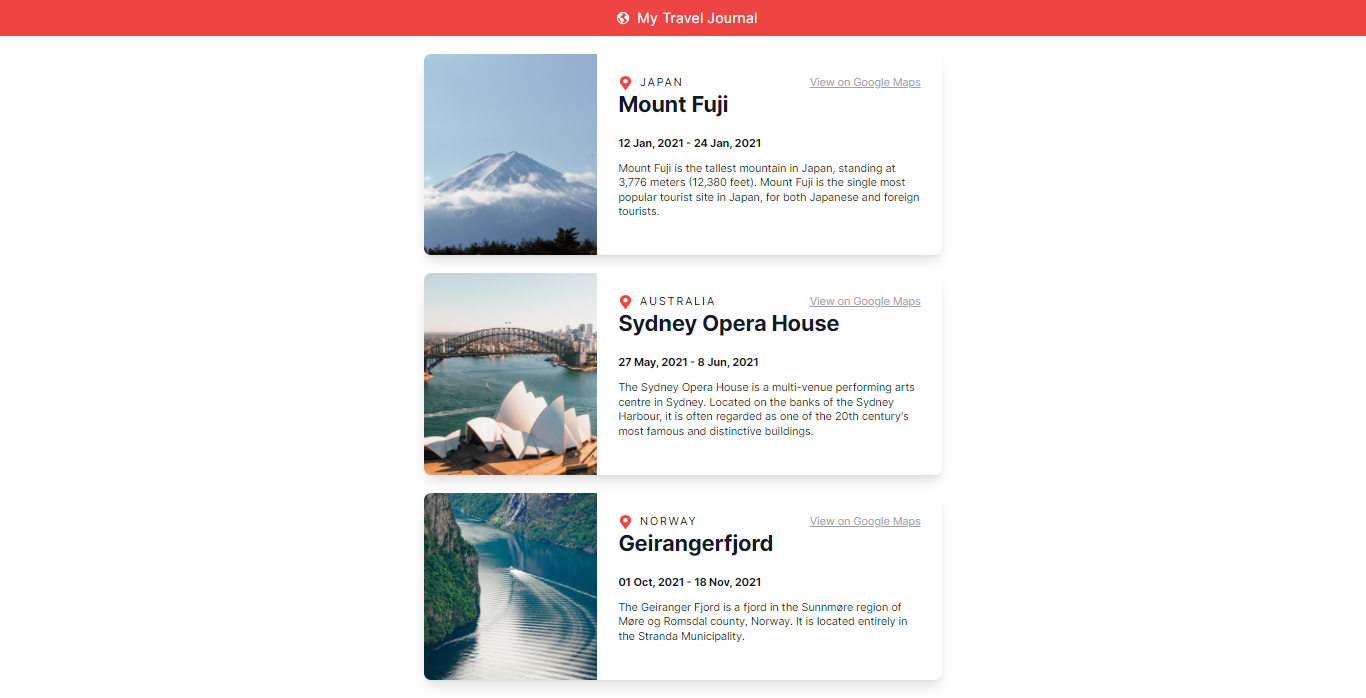 My Travel Journal
JAPAN
View on Google Maps
Mount Fuji
12 Jan, 2021 - 24 Jan, 2021
Mount Fuji is the tallest mountain in Japan, standing at
3,776 meters (12,380 feet). Mount Fuji is the single most
popular tourist site in Japan, for both Japanese and foreign
tourists.
AUSTRALIA
View on Google Maps
Sydney Opera House
27 May, 2021 - 8 Jun, 2021
The Sydney Opera House is a multi-venue performing arts
centre in Sydney. Located on the banks of the Sydney
Harbour, it is often regarded as one of the 20th century's
most famous and distinctive buildings.
NORWAY
View on Google Maps
Geirangerfjord
01 Oct, 2021 - 18 Nov, 2021
The Geiranger Fjord is a fjord in the Sunnmøre region of
Møre og Romsdal county, Norway. It is located entirely in
the Stranda Municipality.